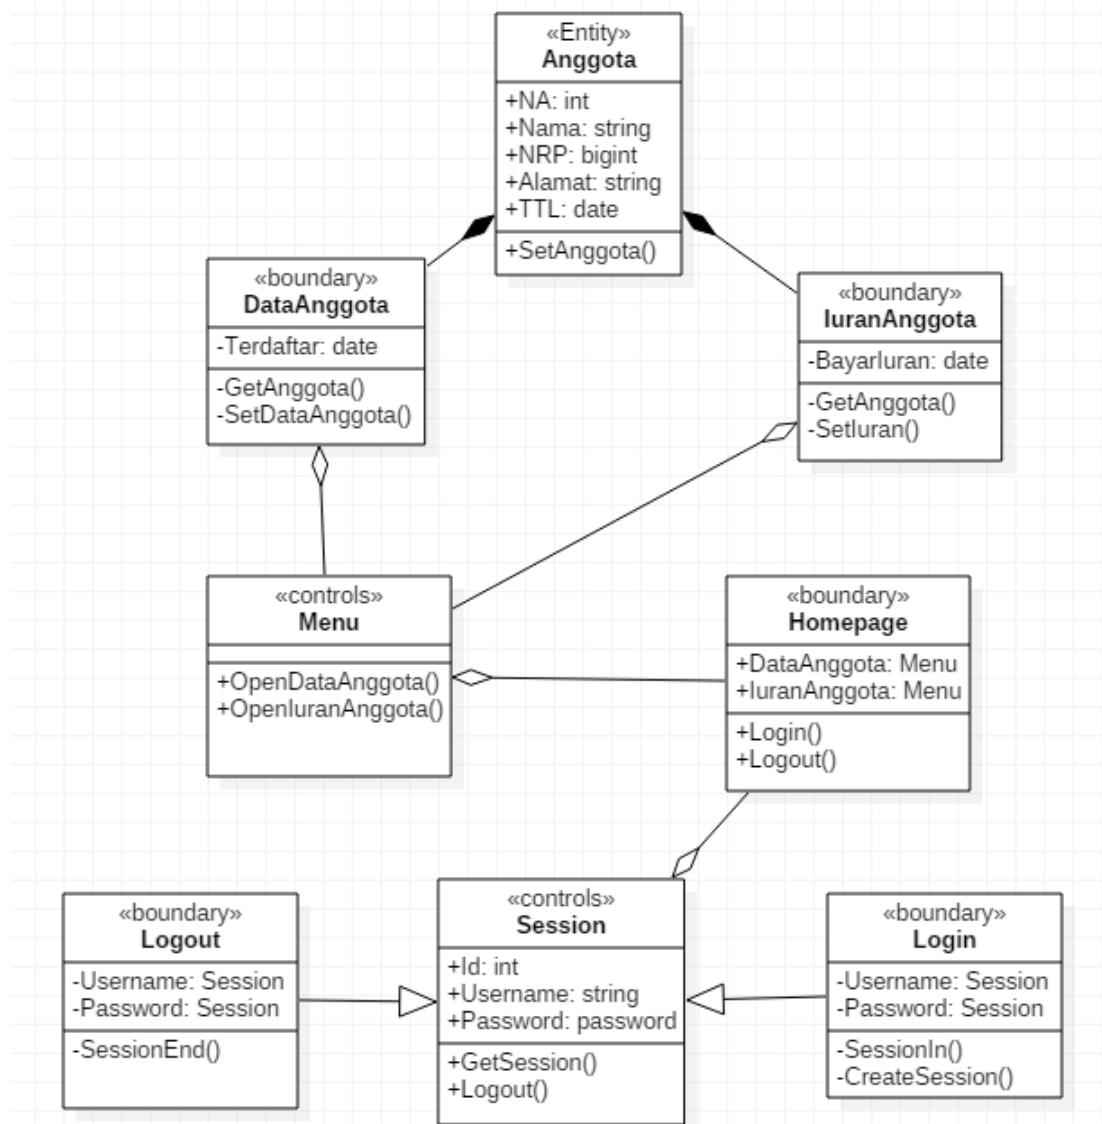 «Entity»
Anggota
+NA: int
+Nama: string
+NRP: bigint
+Alamat: string
+TTL: date
+SetAnggota()
«boundary»
DataAnggota
-Terdaftar: date
-GetAnggota()
-SetDataAnggota()
«boundary»
IuranAnggota
-BayarIuran: date
-GetAnggota()
-SetIuran()
«controls»
Menu
+OpenDataAnggota()
+OpenIuranAnggota()
«boundary»
Homepage
+DataAnggota: Menu
+IuranAnggota: Menu
+Login()
+Logout()
«boundary»
Logout
-Username: Session
-Password: Session
-SessionEnd()
«controls»
Session
+Id: int
+Username: string
+Password: password
+GetSession()
+Logout()
«boundary»
Login
-Username: Session
-Password: Session
-SessionIn()
-CreateSession()